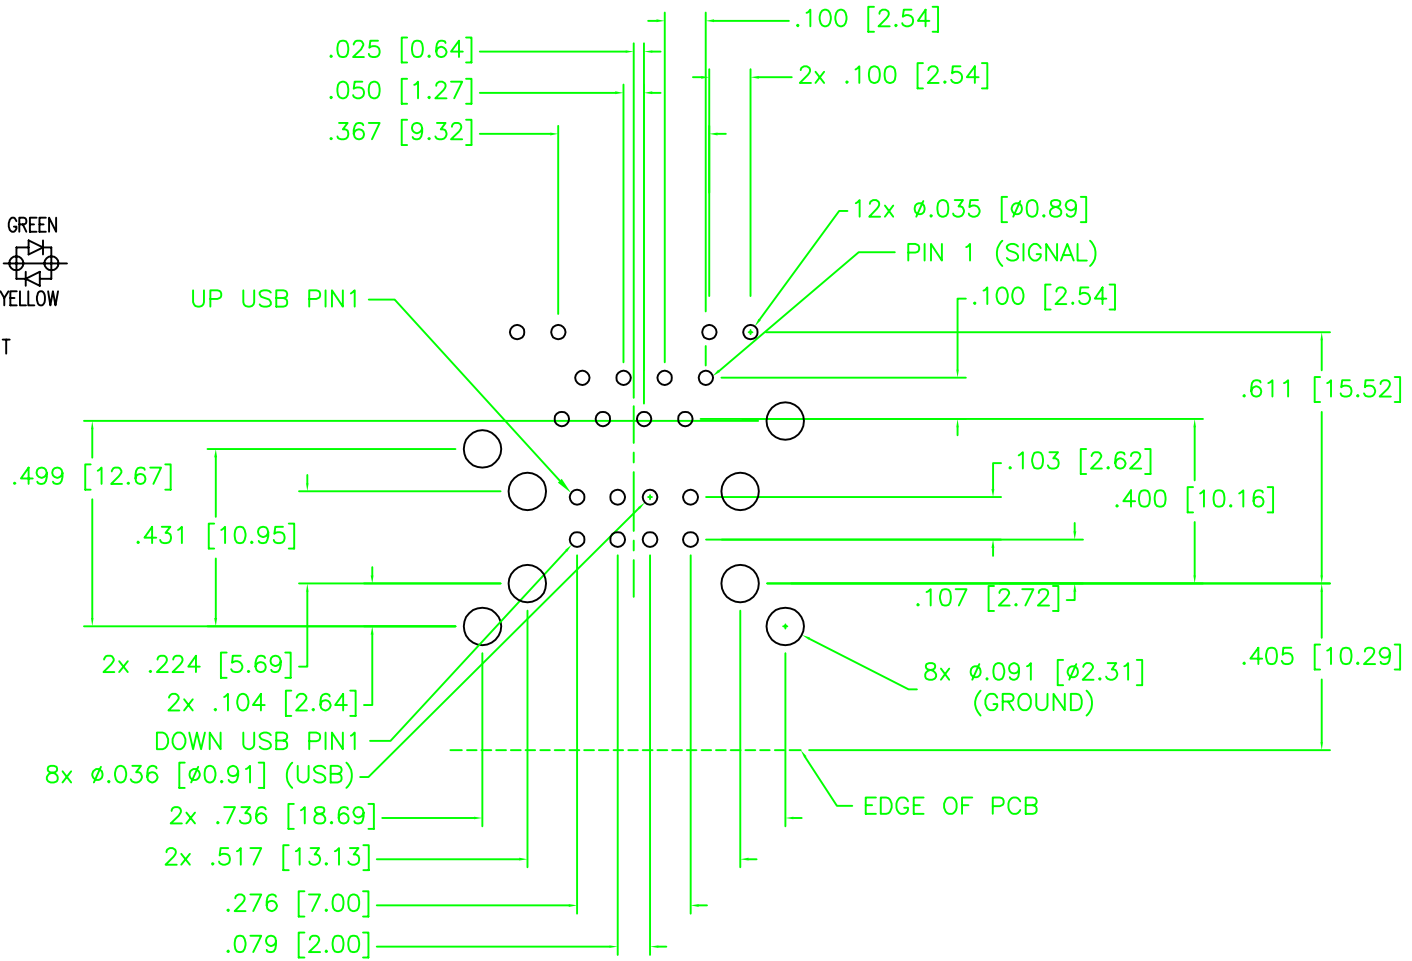 .100 [2.54]
.025 [0.64]
2x .100 [2.54]
.050 [1.27]
.367 [9.32]
12x ø.035 [ø0.89]
GREEN
PIN 1 (SIGNAL)
YELLOW
UP USB PIN1
.100 [2.54]
T
.611 [15.52]
.499 [12.67]
.103 [2.62]
.400 [10.16]
.431 [10.95]
.107 [2.72]
2x .224 [5.69]
.405 [10.29]
8x ø.091 [ø2.31]
(GROUND)
2x .104 [2.64]
DOWN USB PIN1
8x ø.036 [ø0.91] (USB)
EDGE OF PCB
2x .736 [18.69]
2x .517 [13.13]
.276 [7.00]
.079 [2.00]